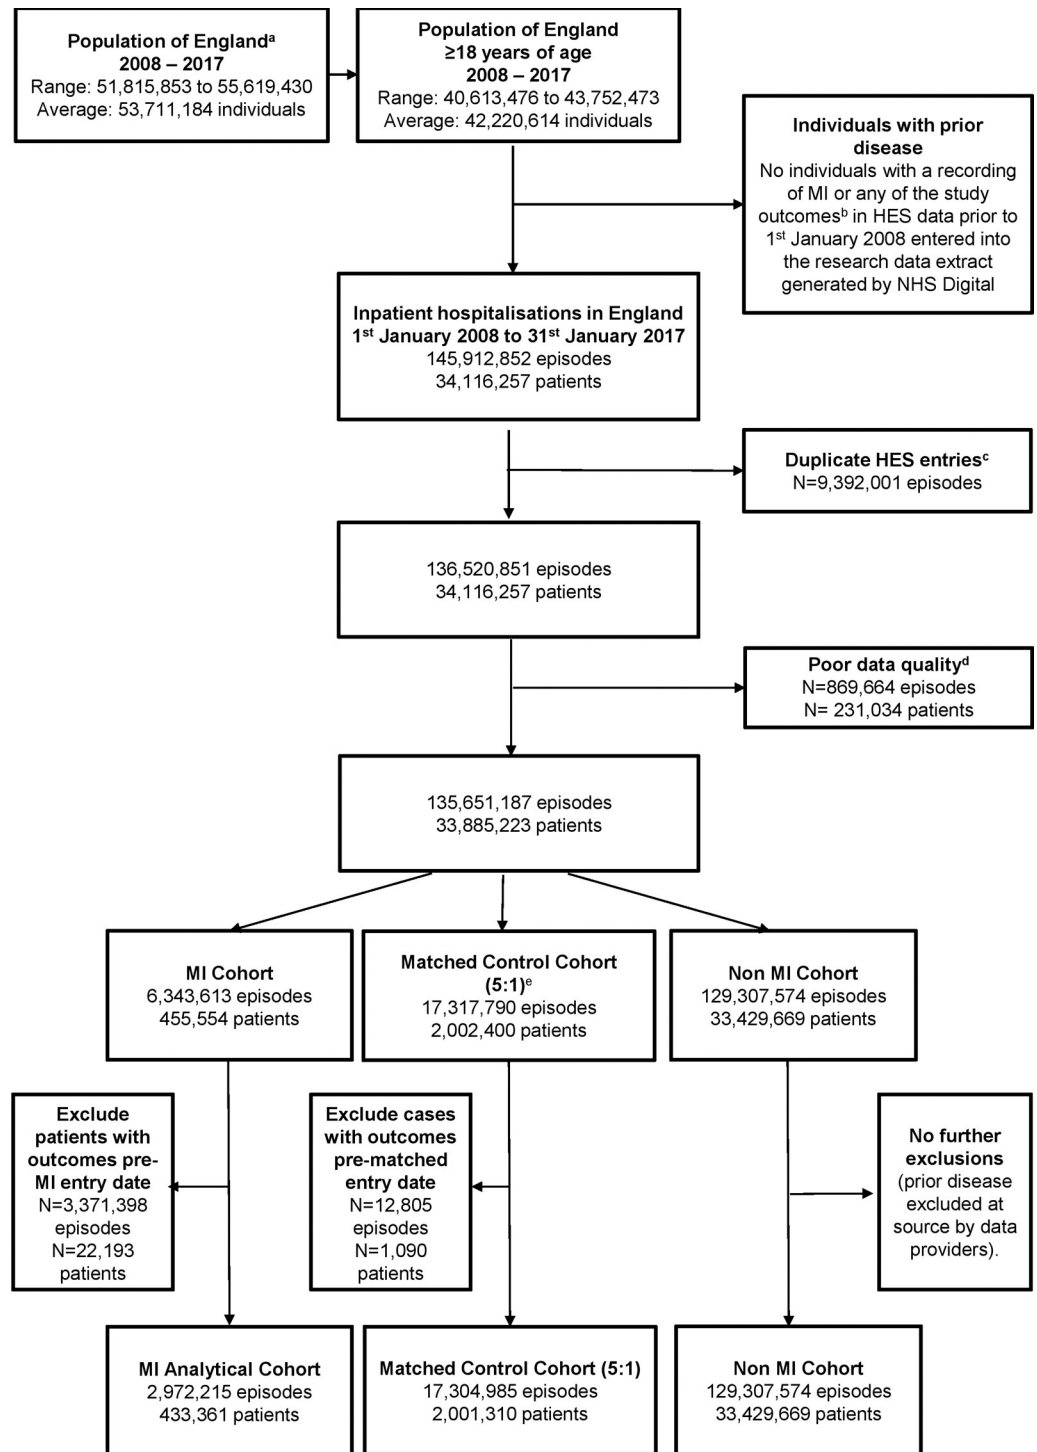 Population of Englandᵃ
2008 – 2017
Range: 51,815,853 to 55,619,430
Average: 53,711,184 individuals
Population of England
≥18 years of age
2008 – 2017
Range: 40,613,476 to 43,752,473
Average: 42,220,614 individuals
Individuals with prior
disease
No individuals with a recording
of MI or any of the study
outcomesᵇ in HES data prior to
1ˢᵗ January 2008 entered into
the research data extract
generated by NHS Digital
Inpatient hospitalisations in England
1ˢᵗ January 2008 to 31ˢᵗ January 2017
145,912,852 episodes
34,116,257 patients
Duplicate HES entriesᶜ
N=9,392,001 episodes
136,520,851 episodes
34,116,257 patients
Poor data qualityᵈ
N=869,664 episodes
N= 231,034 patients
135,651,187 episodes
33,885,223 patients
MI Cohort
6,343,613 episodes
455,554 patients
Matched Control Cohort
(5:1)ᵉ
17,317,790 episodes
2,002,400 patients
Non MI Cohort
129,307,574 episodes
33,429,669 patients
Exclude
patients with
outcomes pre-
MI entry date
N=3,371,398
episodes
N=22,193
patients
Exclude cases
with outcomes
pre-matched
entry date
N=12,805
episodes
N=1,090
patients
No further
exclusions
(prior disease
excluded at
source by data
providers).
MI Analytical Cohort
2,972,215 episodes
433,361 patients
Matched Control Cohort (5:1)
17,304,985 episodes
2,001,310 patients
Non MI Cohort
129,307,574 episodes
33,429,669 patients